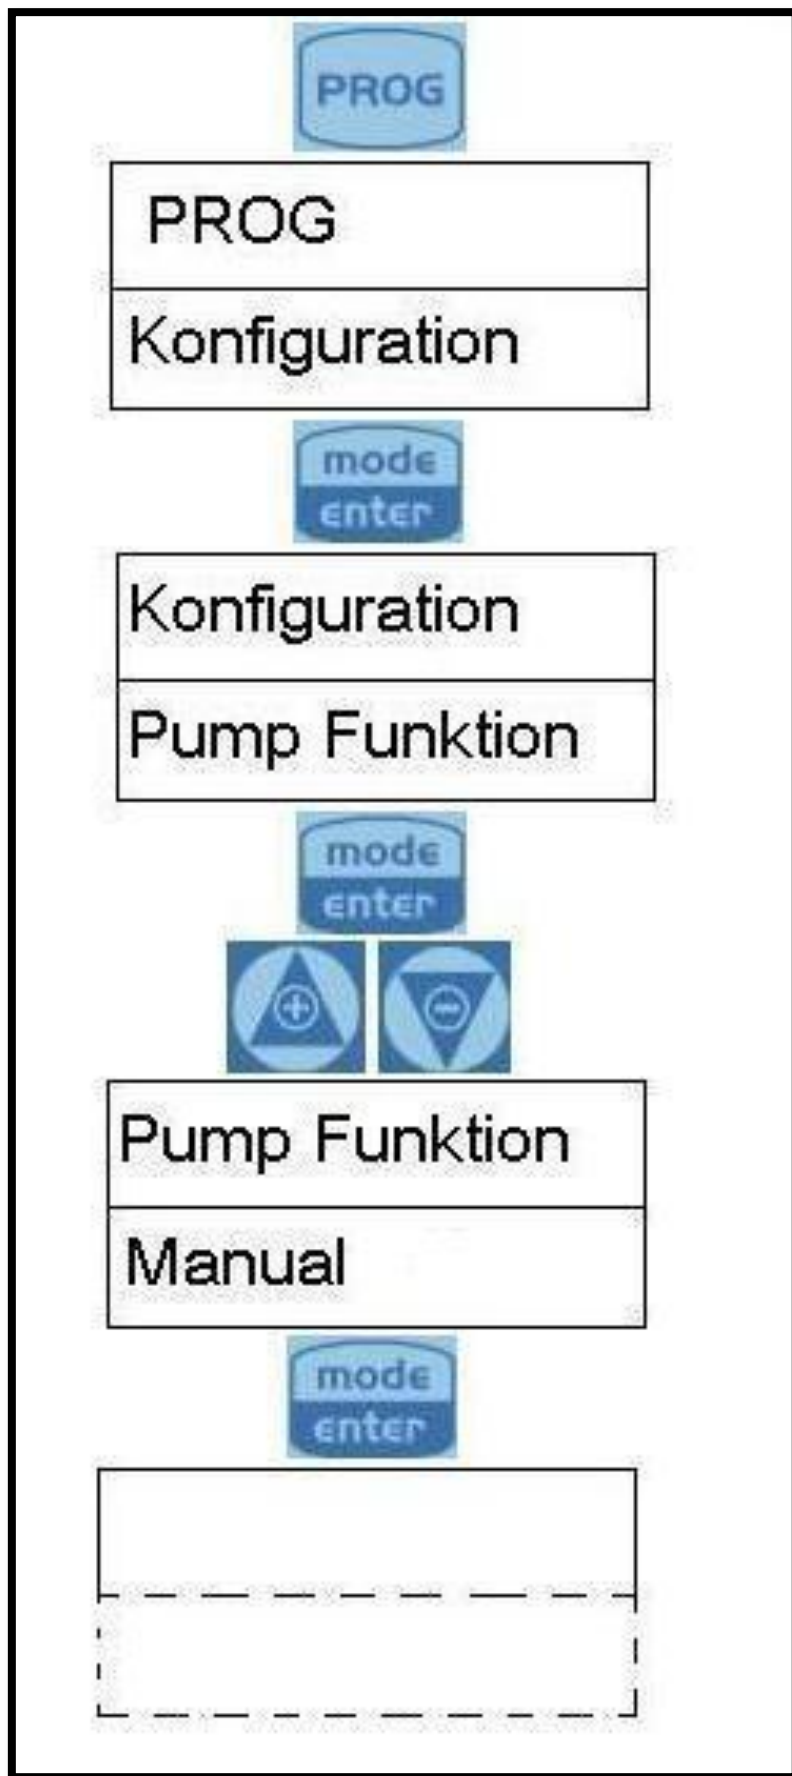 PROG
PROG
Konfiguration
mode
enter
Konfiguration
Pump Funktion
mode
enter
Pump Funktion
Manual
mode
enter